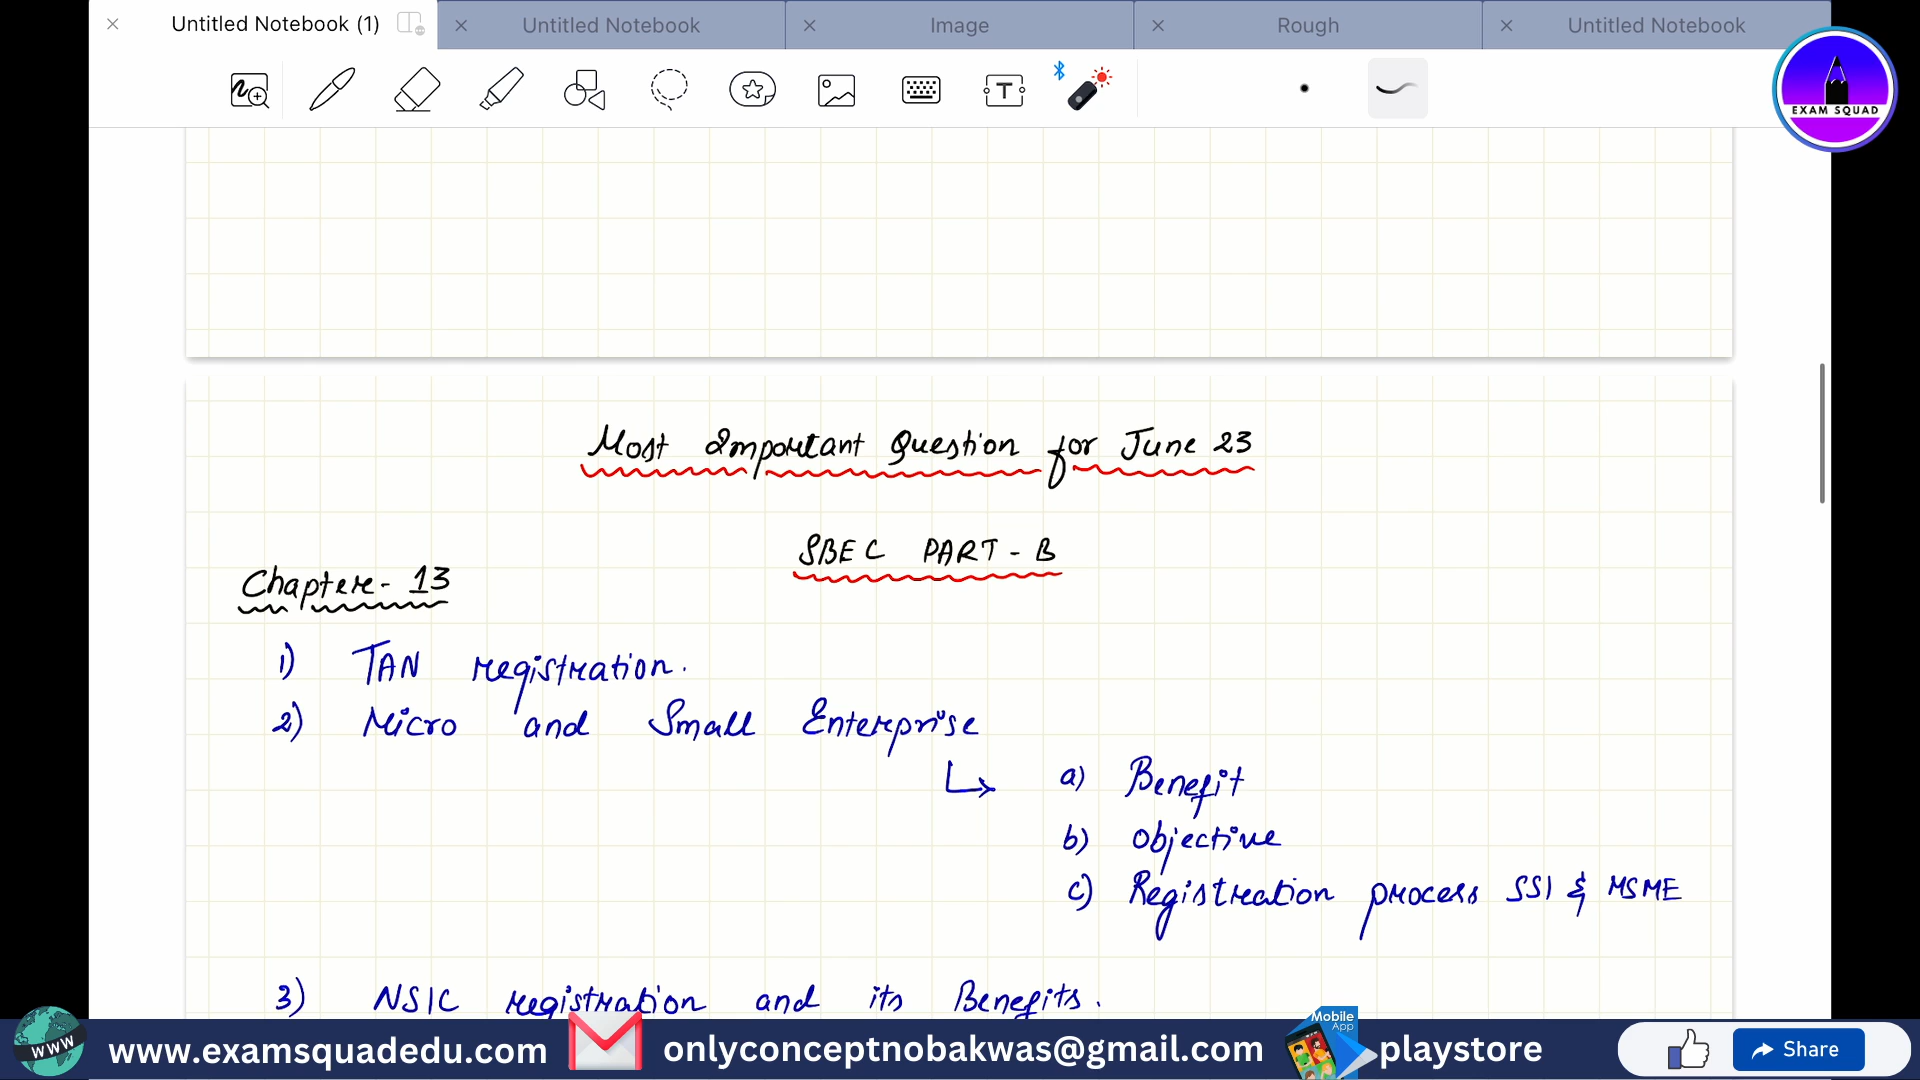 Untitled Notebook (1)
Untitled Notebook
Image
Rough
Untitled Notebook
T
EXAM SQUAD
Most Important Question for June 23
SBEC PART - B
Chapter - 13
1) TAN registration.
2) Micro and Small Enterprise
a) Benefit
b) Objective
c) Registration process SSI & MSME
3) NSIC registration and its Benefits.
WWW
www.examsquadedu.com
onlyconceptnobakwas@gmail.com
Mobile App
playstore
Share